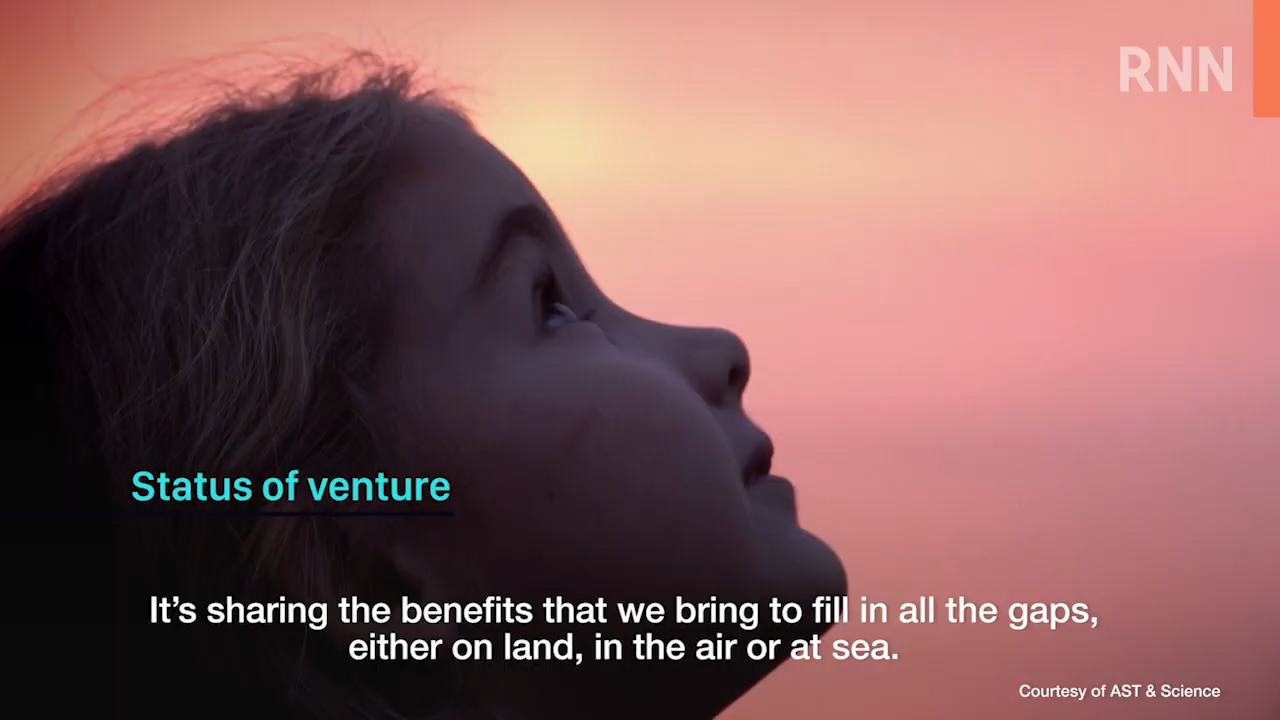 RNN
Status of venture
It's sharing the benefits that we bring to fill in all the gaps,
either on land, in the air or at sea.
Courtesy of AST & Science